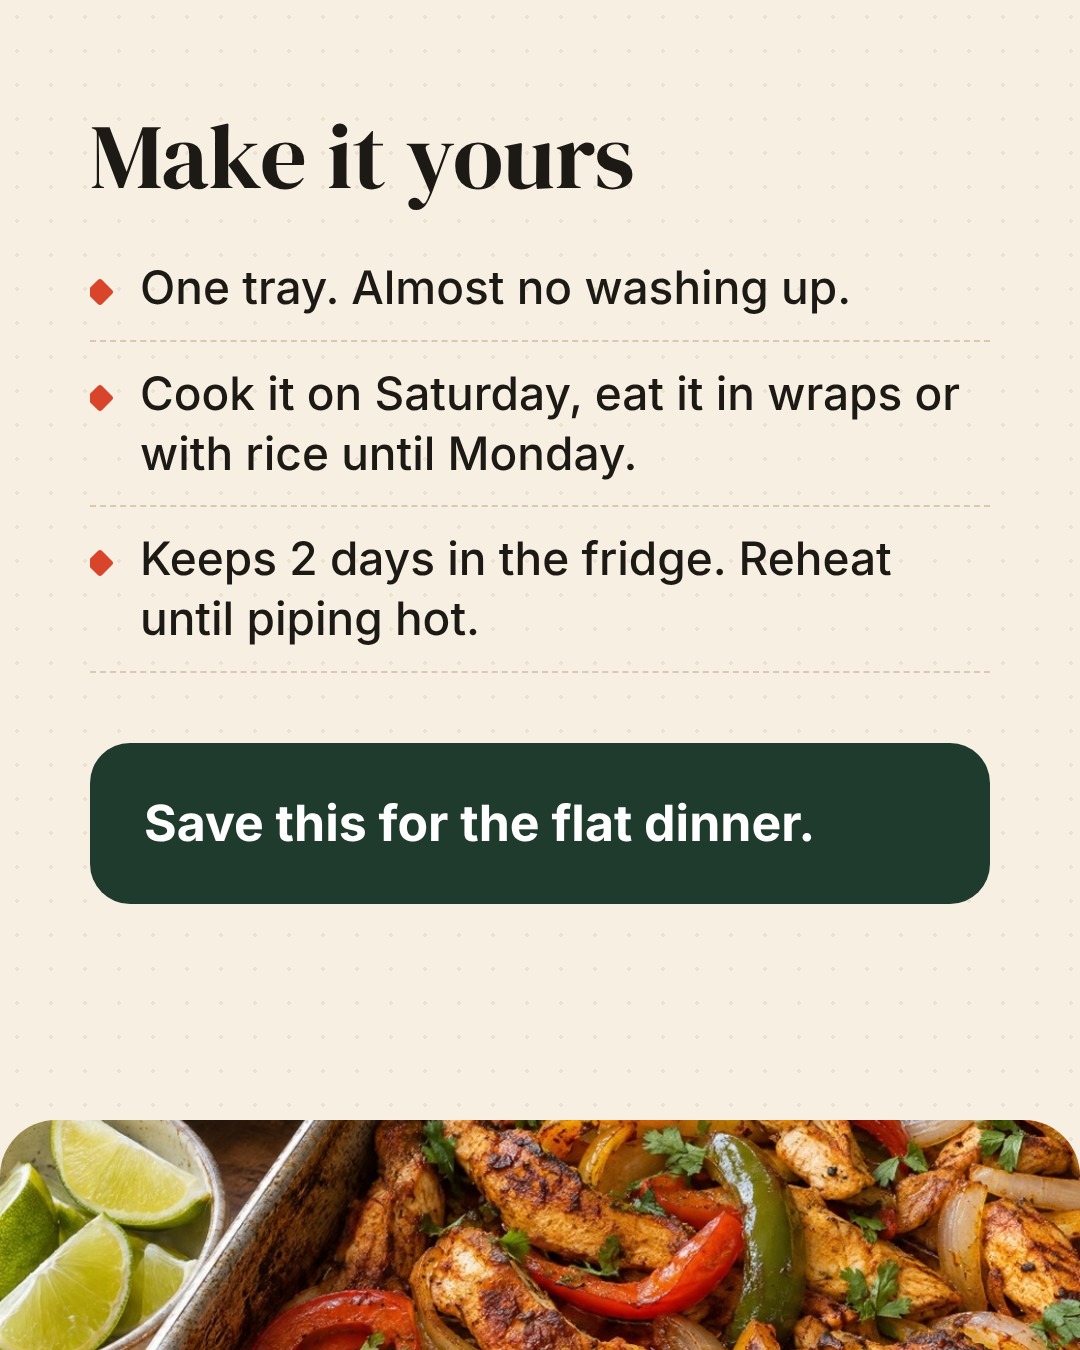 Make it yours
One tray. Almost no washing up.
Cook it on Saturday, eat it in wraps or
with rice until Monday.
Keeps 2 days in the fridge. Reheat
until piping hot.
Save this for the flat dinner.